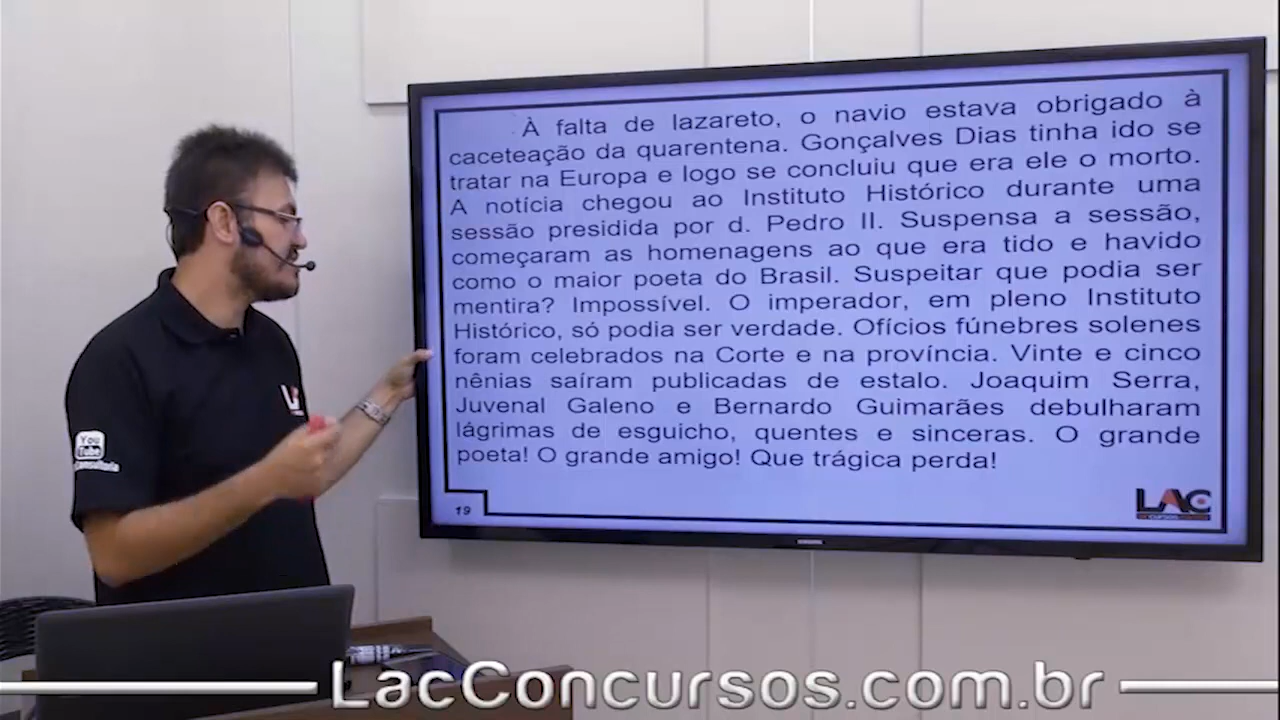 À falta de lazareto, o navio estava obrigado à
caceteação da quarentena. Gonçalves Dias tinha ido se
tratar na Europa e logo se concluiu que era ele o morto.
A notícia chegou ao Instituto Histórico durante uma
sessão presidida por d. Pedro II. Suspensa a sessão,
começaram as homenagens ao que era tido e havido
como o maior poeta do Brasil. Suspeitar que podia ser
mentira? Impossível. O imperador, em pleno Instituto
Histórico, só podia ser verdade. Ofícios fúnebres solenes
foram celebrados na Corte e na província. Vinte e cinco
nênias saíram publicadas de estalo. Joaquim Serra,
Juvenal Galeno e Bernardo Guimarães debulharam
lágrimas de esguicho, quentes e sinceras. O grande
poeta! O grande amigo! Que trágica perda!
19
LAC
CURSOS
You
Tube
LacConcursos.com.br